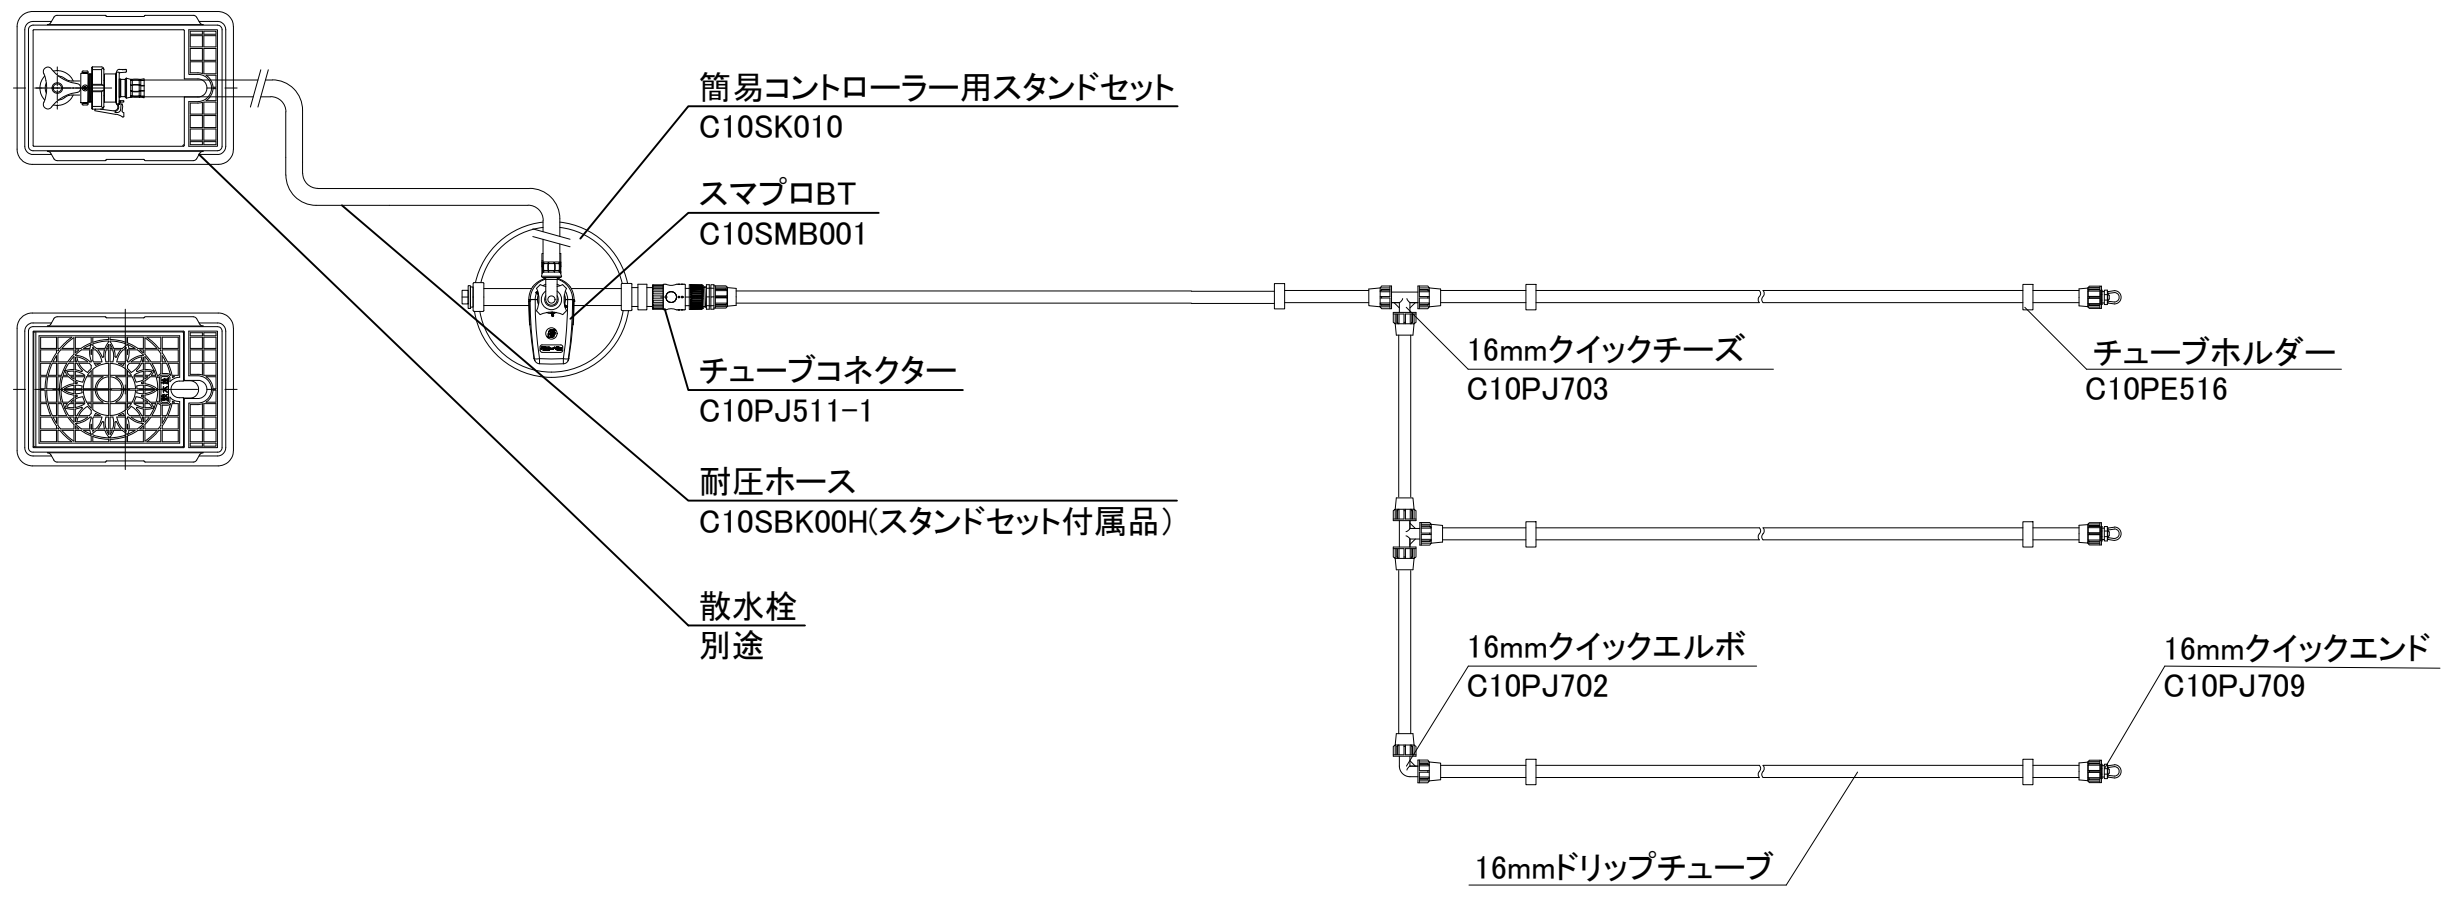 簡易コントローラー用スタンドセット
C10SK010
スマプロBT
C10SMB001
チューブコネクター
C10PJ511-1
耐圧ホース
C10SBK00H(スタンドセット付属品)
散水栓
別途
16mmクイックチーズ
C10PJ703
チューブホルダー
C10PE516
16mmクイックエルボ
C10PJ702
16mmクイックエンド
C10PJ709
16mmドリップチューブ